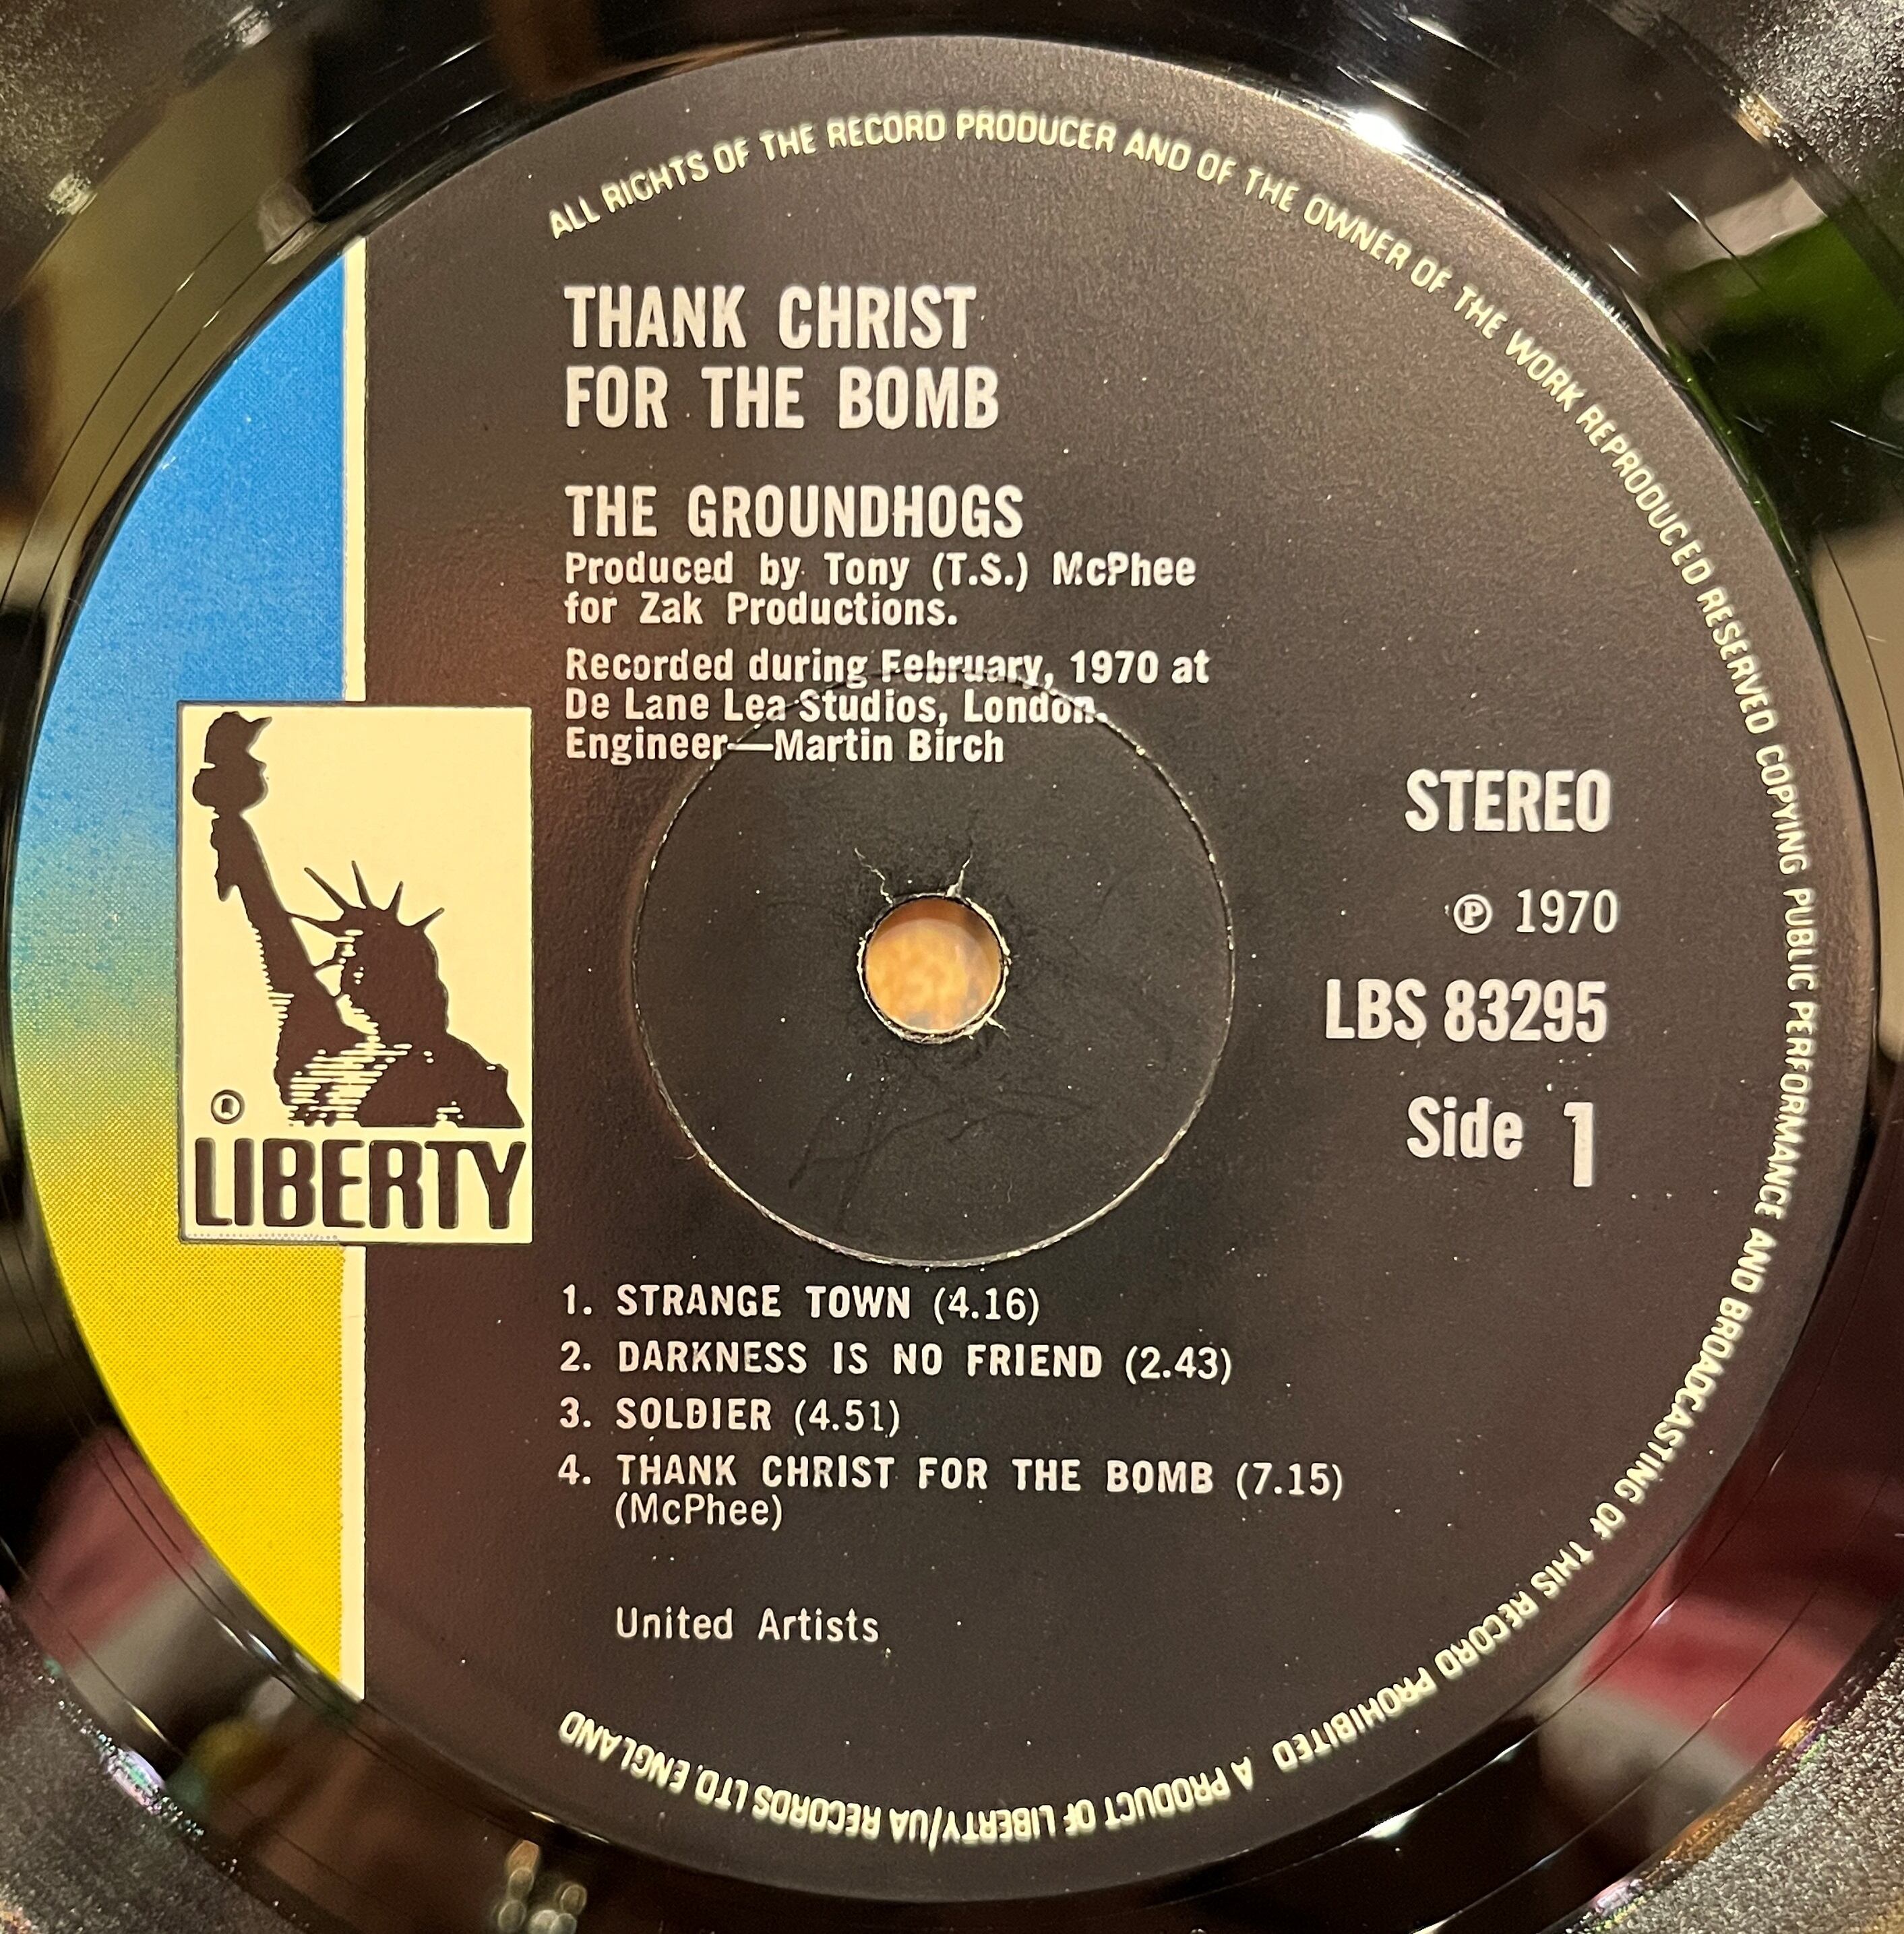 ALL RIGHTS OF THE RECORD PRODUCER AND OF THE OWNER OF THE WORK REPRODUCED RESERVED COPYING PUBLIC PERFORMANCE AND BROADCASTING OF THIS RECORD PROHIBITED A PRODUCT OF LIBERTY/UA RECORDS LTD. ENGLAND
THANK CHRIST
FOR THE BOMB
THE GROUNDHOGS
Produced by Tony (T.S.) McPhee
for Zak Productions.
Recorded during February, 1970 at
De Lane Lea Studios, London.
Engineer—Martin Birch
STEREO
℗ 1970
LBS 83295
Side 1
®
LIBERTY
1. STRANGE TOWN (4.16)
2. DARKNESS IS NO FRIEND (2.43)
3. SOLDIER (4.51)
4. THANK CHRIST FOR THE BOMB (7.15)
(McPhee)
United Artists